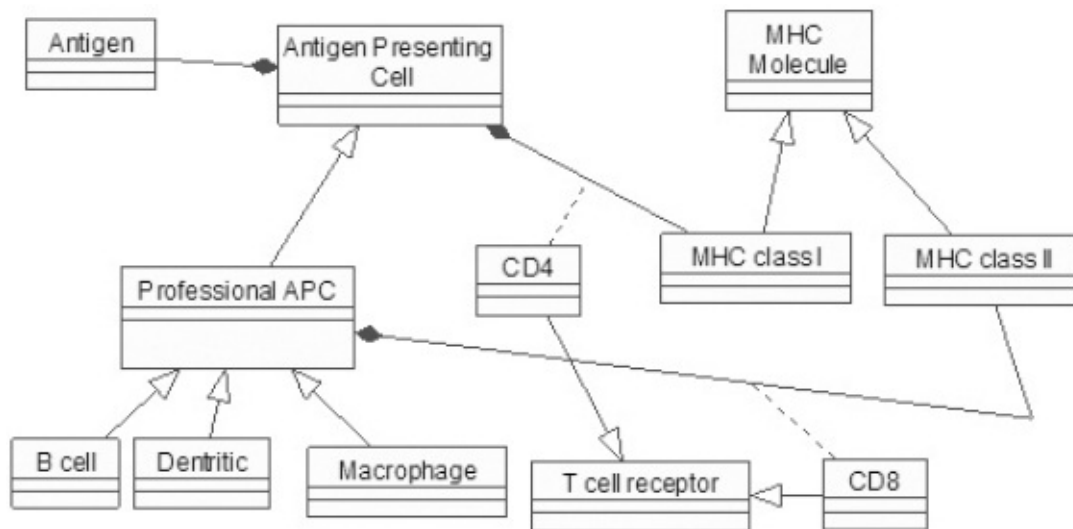 Antigen
Antigen Presenting
Cell
MHC
Molecule
CD4
MHC class I
MHC class II
Professional APC
B cell
Dentritic
Macrophage
T cell receptor
CD8